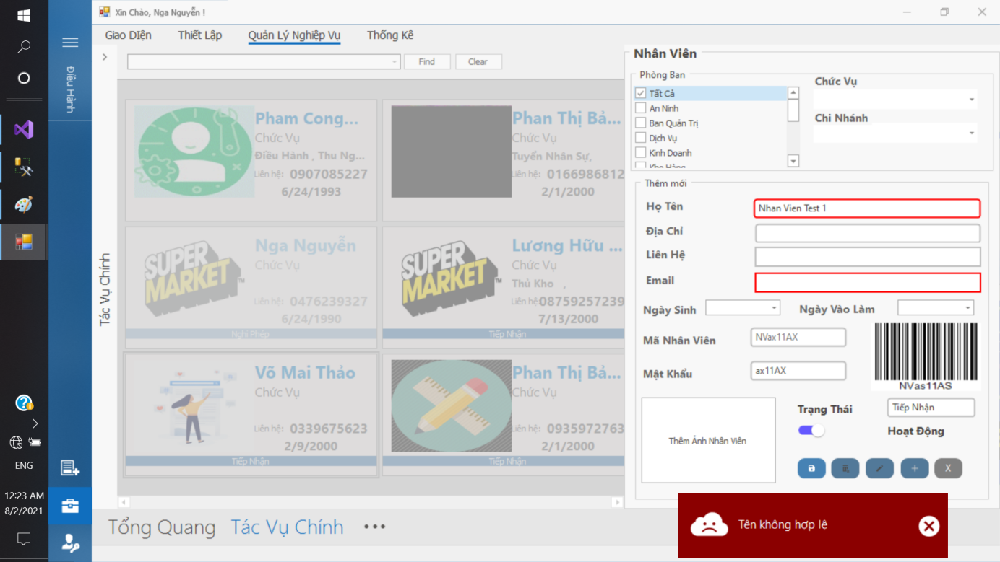 Xin Chào, Nga Nguyễn !
Giao Diện Thiết Lập Quản Lý Nghiệp Vụ Thống Kê
Điều Hành
Find Clear
Tác Vụ Chính
Pham Cong...
Chức Vụ
Điều Hành , Thu Ng...
Liên hệ: 0907085227
6/24/1993
Phan Thị Bả...
Chức Vụ
Tuyển Nhân Sự,
Liên hệ: 0166986812
2/1/2000
SUPER MARKET™
Nga Nguyễn
Chức Vụ
Liên hệ: 0476239327
6/24/1990
Nghỉ Phép
SUPER MARKET™
Lương Hữu ...
Chức Vụ
Thủ Kho ,
Liên hệ: 08759257239
7/13/2000
Tiếp Nhận
Võ Mai Thảo
Chức Vụ
Liên hệ: 0339675623
2/9/2000
Tiếp Nhận
Phan Thị Bả...
Chức Vụ
Liên hệ: 0935972763
2/1/2000
Tiếp Nhận
Tổng Quang Tác Vụ Chính •••
Nhân Viên
Phòng Ban
Tất Cả
An Ninh
Ban Quản Trị
Dịch Vụ
Kinh Doanh
Kho Hàng
Chức Vụ
Chi Nhánh
Thêm mới
Họ Tên Nhan Vien Test 1
Địa Chỉ
Liên Hệ
Email
Ngày Sinh Ngày Vào Làm
Mã Nhân Viên NVax11AX
Mật Khẩu ax11AX
NVas11AS
Thêm Ảnh Nhân Viên
Trạng Thái Tiếp Nhận
Hoạt Động
X
Tên không hợp lệ
ENG
12:23 AM
8/2/2021